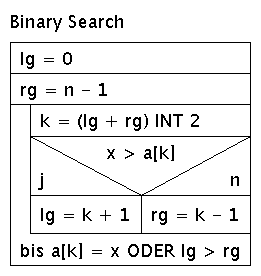 Binary Search
lg = 0
rg = n - 1
k = (lg + rg) INT 2
x > a[k]
j n
lg = k + 1 rg = k - 1
bis a[k] = x ODER lg > rg